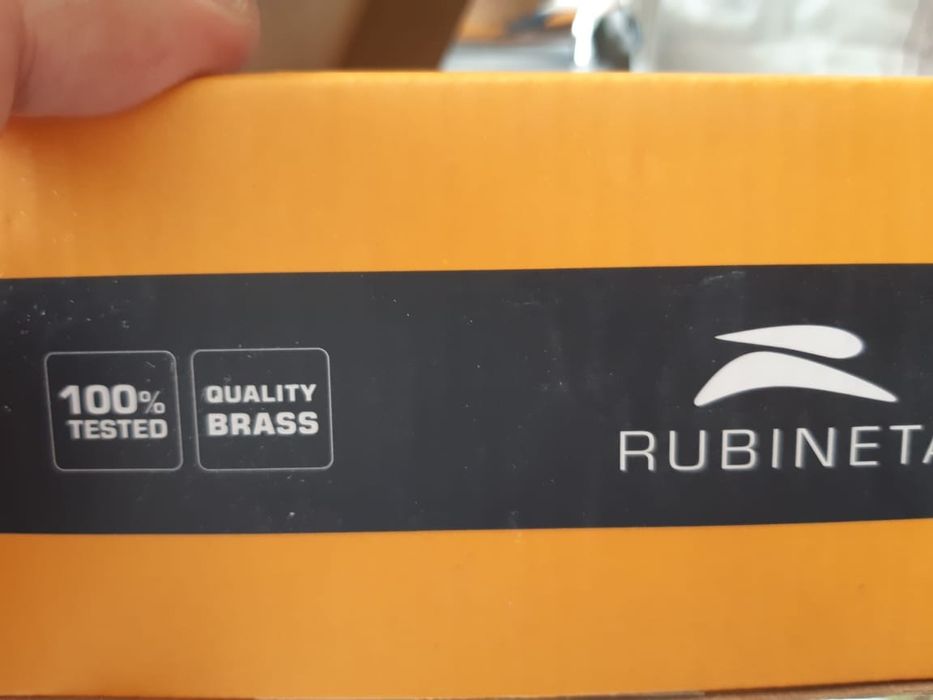 100%
TESTED
QUALITY
BRASS
RUBINETA